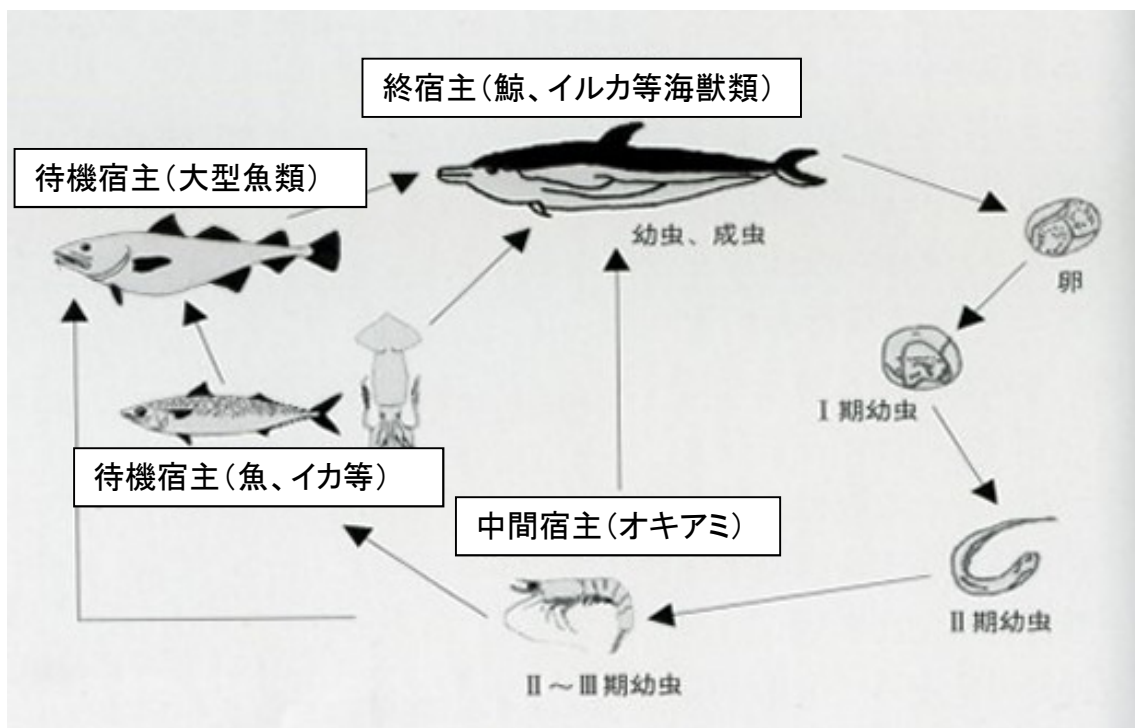 終宿主(鯨、イルカ等海獣類)
待機宿主(大型魚類)
幼虫、成虫
卵
Ⅰ期幼虫
待機宿主(魚、イカ等)
中間宿主(オキアミ)
Ⅱ期幼虫
Ⅱ～Ⅲ期幼虫